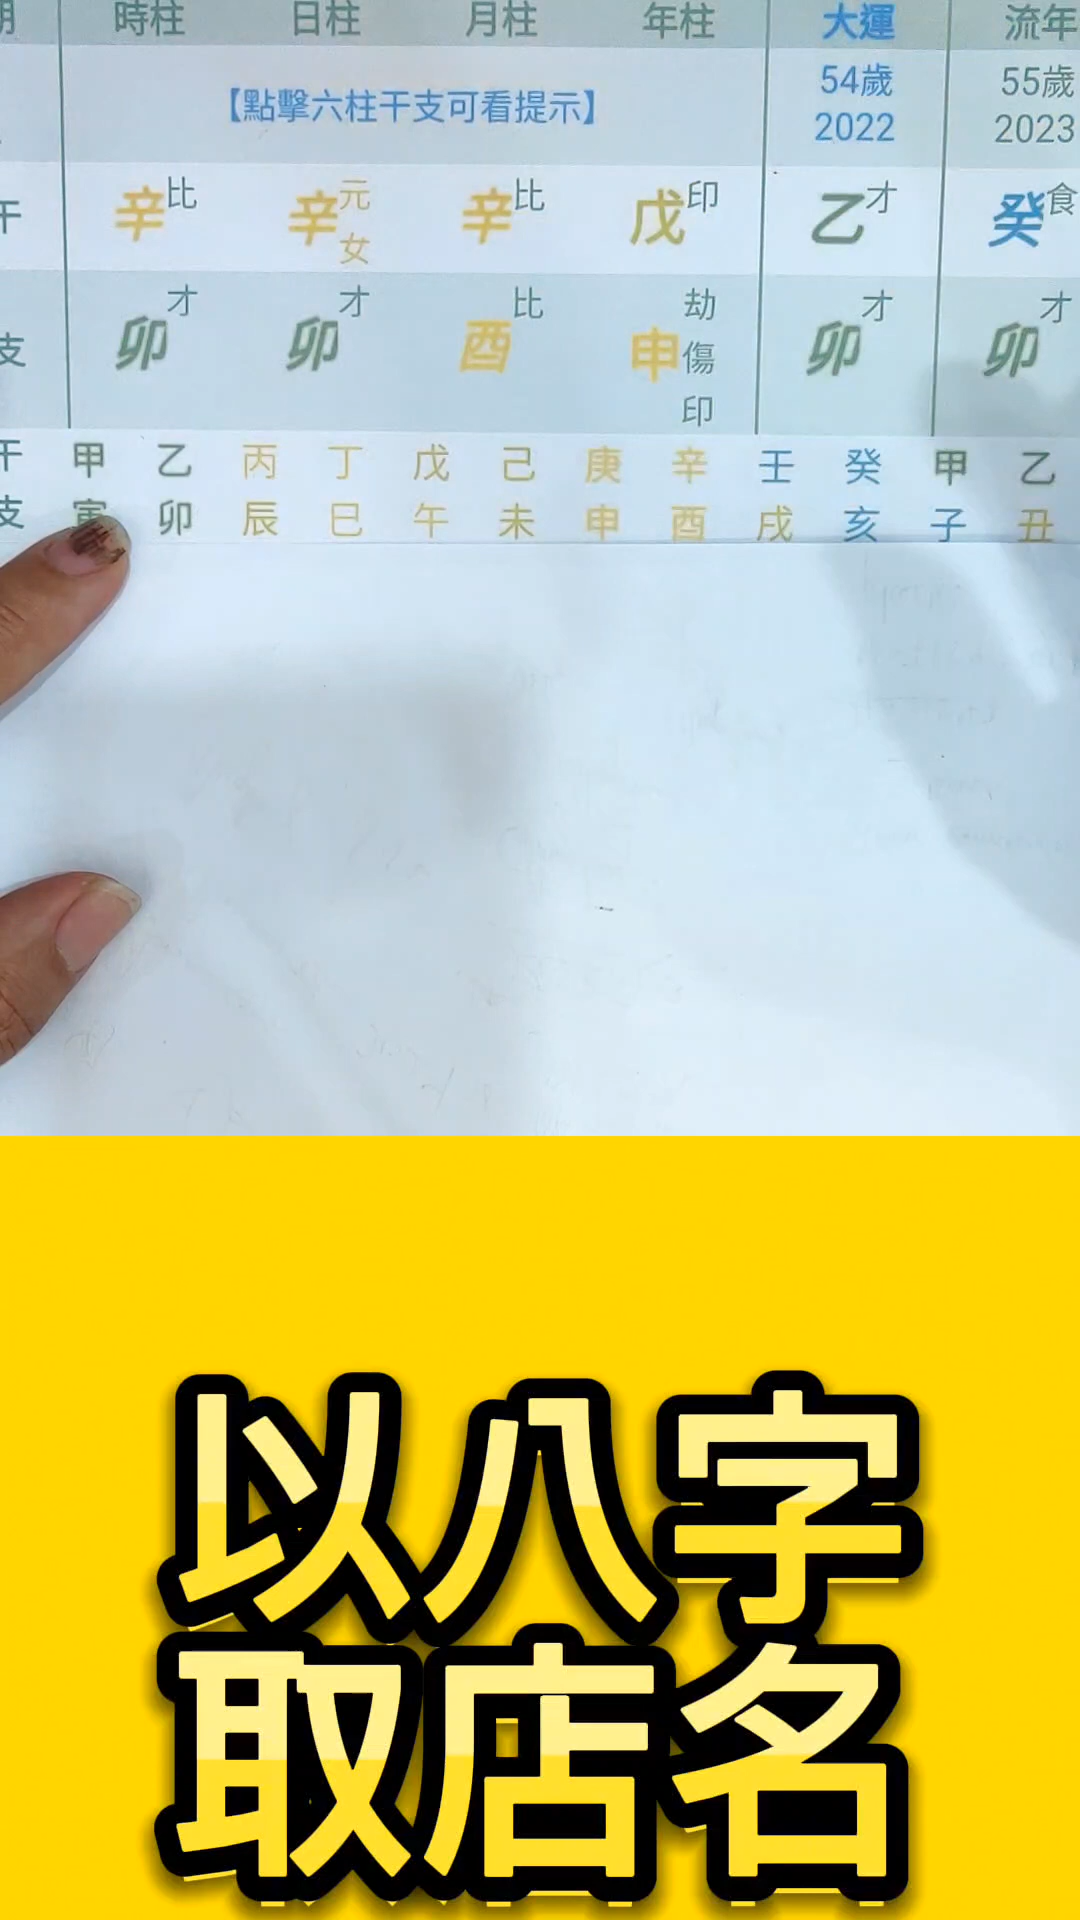 期 時柱 日柱 月柱 年柱 大運 流年
【點擊六柱干支可看提示】 54歲 55歲
2022 2023
干 辛比 辛元女 辛比 戊印 乙才 癸食
支 卯才 卯才 酉比 申劫傷印 卯才 卯才
干 甲 乙 丙 丁 戊 己 庚 辛 壬 癸 甲 乙
支 寅 卯 辰 巳 午 未 申 酉 戌 亥 子 丑
以八字
取店名